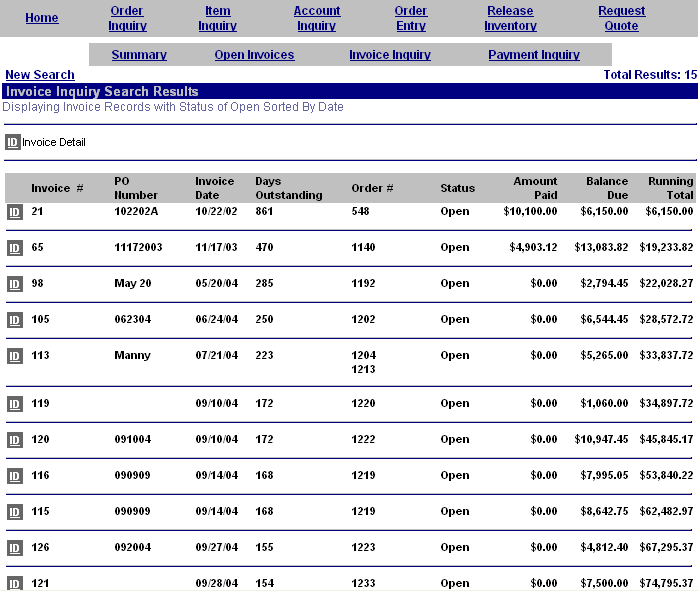 Home Order Inquiry Item Inquiry Account Inquiry Order Entry Release Inventory Request Quote
Summary Open Invoices Invoice Inquiry Payment Inquiry
New Search Total Results: 15
Invoice Inquiry Search Results
Displaying Invoice Records with Status of Open Sorted By Date
ID Invoice Detail
Invoice # PO Number Invoice Date Days Outstanding Order # Status Amount Paid Balance Due Running Total
ID 21 102202A 10/22/02 861 548 Open $10,100.00 $6,150.00 $6,150.00
ID 65 11172003 11/17/03 470 1140 Open $4,903.12 $13,083.82 $19,233.82
ID 98 May 20 05/20/04 285 1192 Open $0.00 $2,794.45 $22,028.27
ID 105 062304 06/24/04 250 1202 Open $0.00 $6,544.45 $28,572.72
ID 113 Manny 07/21/04 223 1204 Open $0.00 $5,265.00 $33,837.72
1213
ID 119 09/10/04 172 1220 Open $0.00 $1,060.00 $34,897.72
ID 120 091004 09/10/04 172 1222 Open $0.00 $10,947.45 $45,845.17
ID 116 090909 09/14/04 168 1219 Open $0.00 $7,995.05 $53,840.22
ID 115 090909 09/14/04 168 1219 Open $0.00 $8,642.75 $62,482.97
ID 126 092004 09/27/04 155 1223 Open $0.00 $4,812.40 $67,295.37
ID 121 09/28/04 154 1233 Open $0.00 $7,500.00 $74,795.37